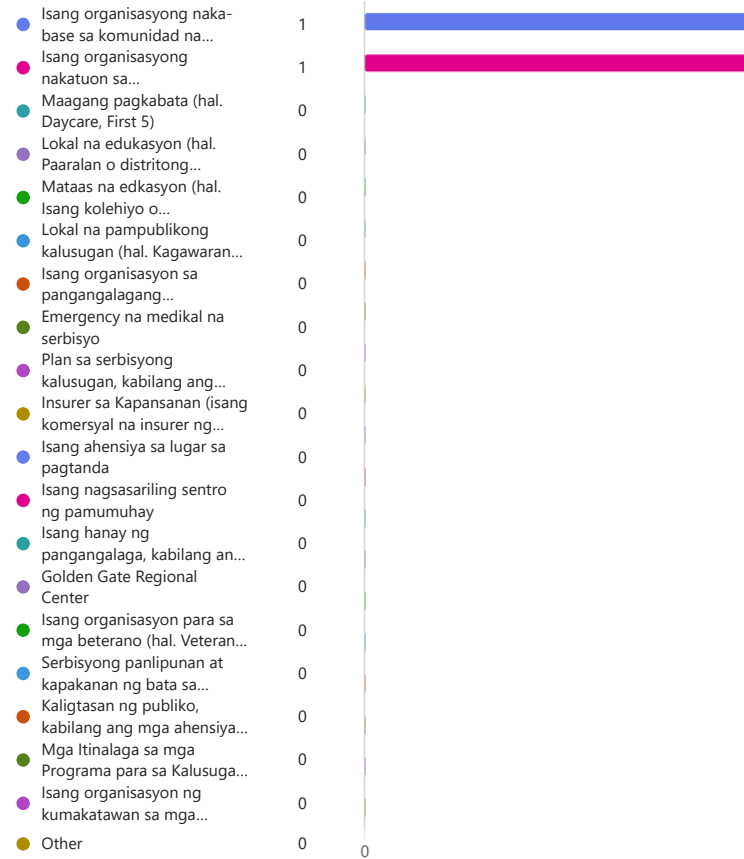 Isang organisasyong naka-
base sa komunidad na...
1
Isang organisasyong
nakatuon sa...
1
Maagang pagkabata (hal.
Daycare, First 5)
0
Lokal na edukasyon (hal.
Paaralan o distritong...
0
Mataas na edkasyon (hal.
Isang kolehiyo o...
0
Lokal na pampublikong
kalusugan (hal. Kagawaran...
0
Isang organisasyon sa
pangangalagang...
0
Emergency na medikal na
serbisyo
0
Plan sa serbisyong
kalusugan, kabilang ang...
0
Insurer sa Kapansanan (isang
komersyal na insurer ng...
0
Isang ahensiya sa lugar sa
pagtanda
0
Isang nagsasariling sentro
ng pamumuhay
0
Isang hanay ng
pangangalaga, kabilang an...
0
Golden Gate Regional
Center
0
Isang organisasyon para sa
mga beterano (hal. Veteran...
0
Serbisyong panlipunan at
kapakanan ng bata sa...
0
Kaligtasan ng publiko,
kabilang ang mga ahensiya...
0
Mga Itinalaga sa mga
Programa para sa Kalusuga...
0
Isang organisasyon ng
kumakatawan sa mga...
0
Other
0
0